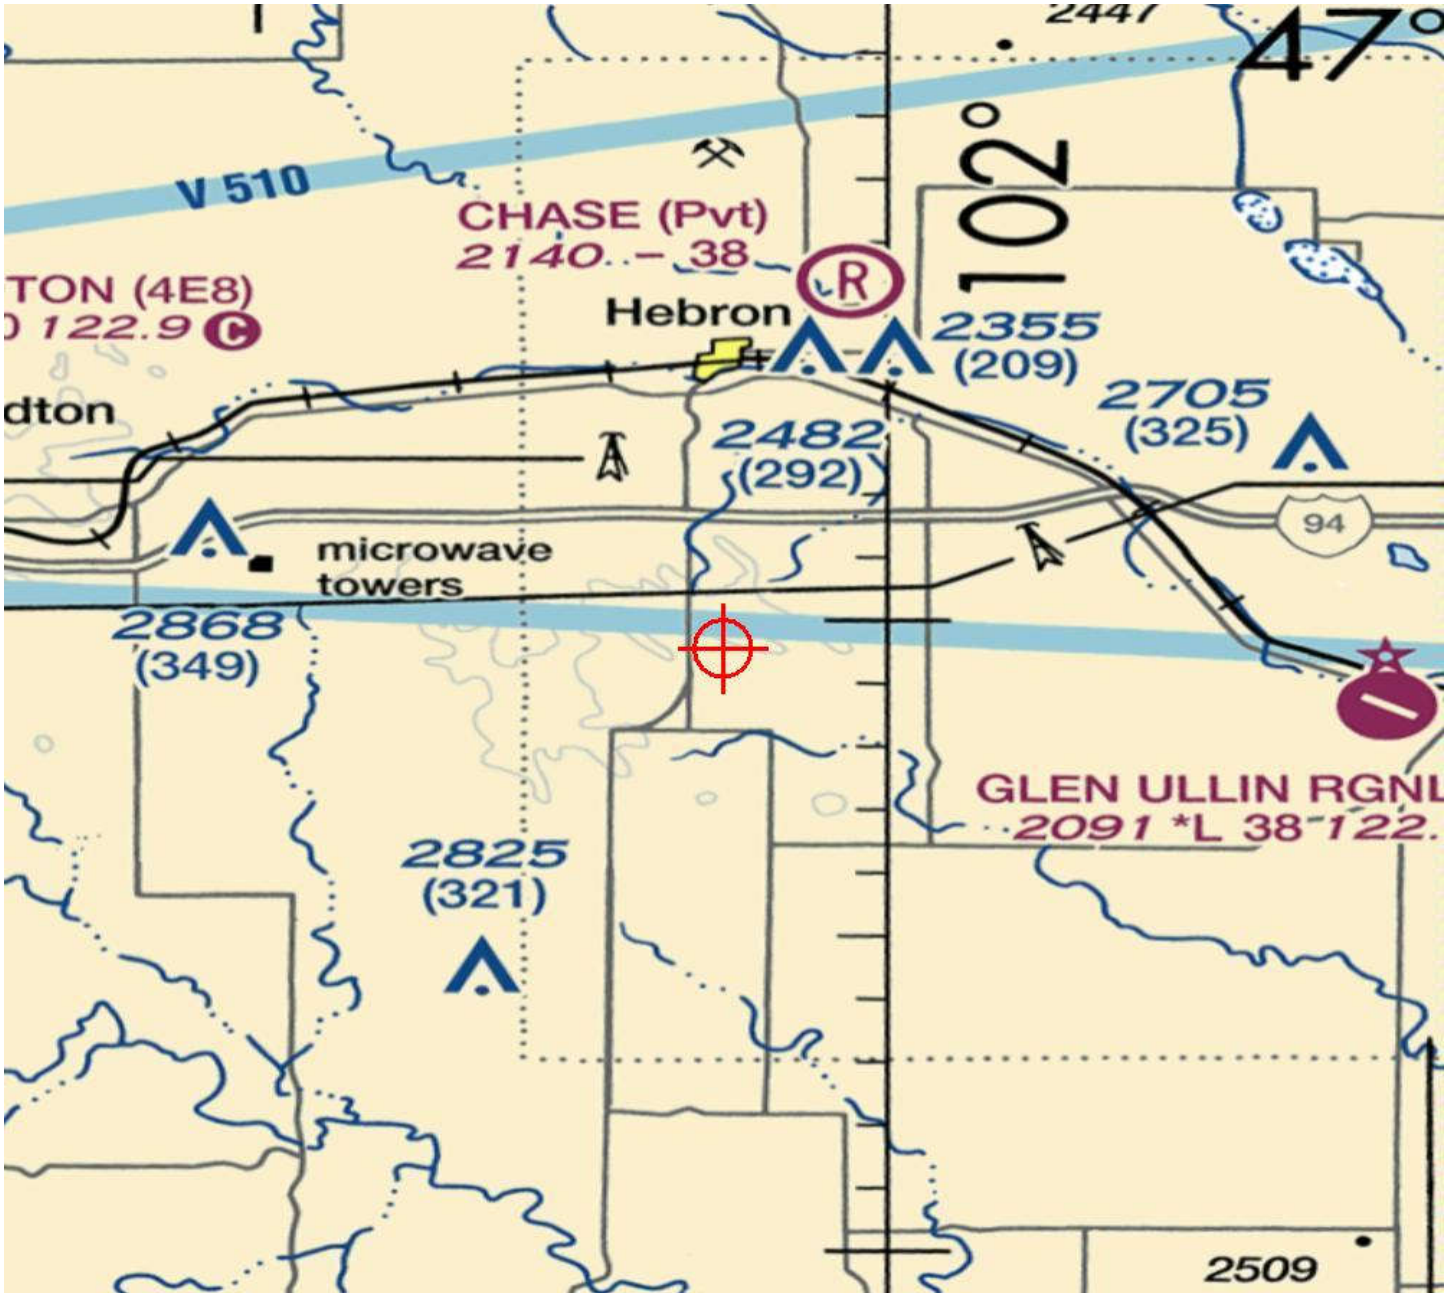 2447
47°
102°
V 510
CHASE (Pvt)
2140 - 38
R
TON (4E8)
0 122.9 C
Hebron
2355
(209)
2705
(325)
dton
2482
(292)
94
microwave
towers
2868
(349)
GLEN ULLIN RGNL
2091 *L 38 122.
2825
(321)
2509